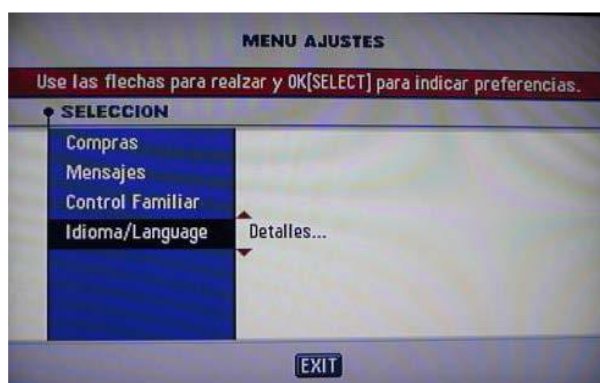 MENU AJUSTES
Use las flechas para realzar y OK[SELECT] para indicar preferencias.
SELECCION
Compras
Mensajes
Control Familiar
Idioma/Language Detalles...
EXIT